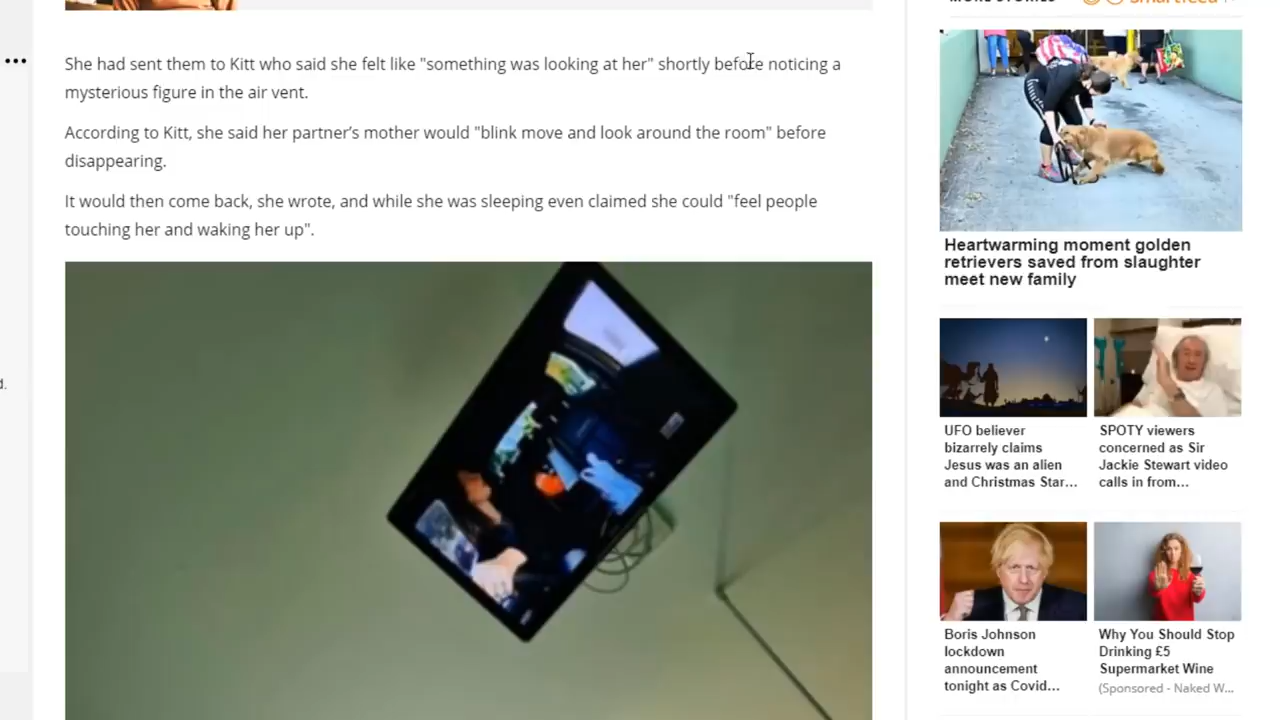 She had sent them to Kitt who said she felt like "something was looking at her" shortly before noticing a
mysterious figure in the air vent.
According to Kitt, she said her partner’s mother would "blink move and look around the room" before
disappearing.
It would then come back, she wrote, and while she was sleeping even claimed she could "feel people
touching her and waking her up".
d.
Heartwarming moment golden
retrievers saved from slaughter
meet new family
UFO believer
bizarrely claims
Jesus was an alien
and Christmas Star...
SPOTY viewers
concerned as Sir
Jackie Stewart video
calls in from...
Boris Johnson
lockdown
announcement
tonight as Covid...
Why You Should Stop
Drinking £5
Supermarket Wine
(Sponsored - Naked W...